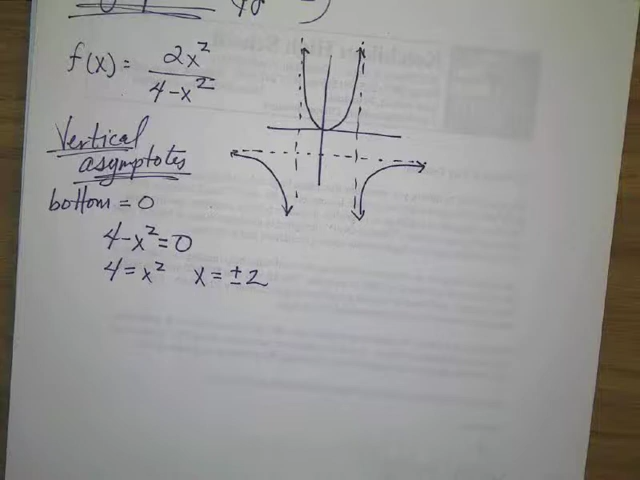 f(x) = 2x²
4-x²
Vertical
asymptotes
bottom = 0
4-x²=0
4=x² x=±2